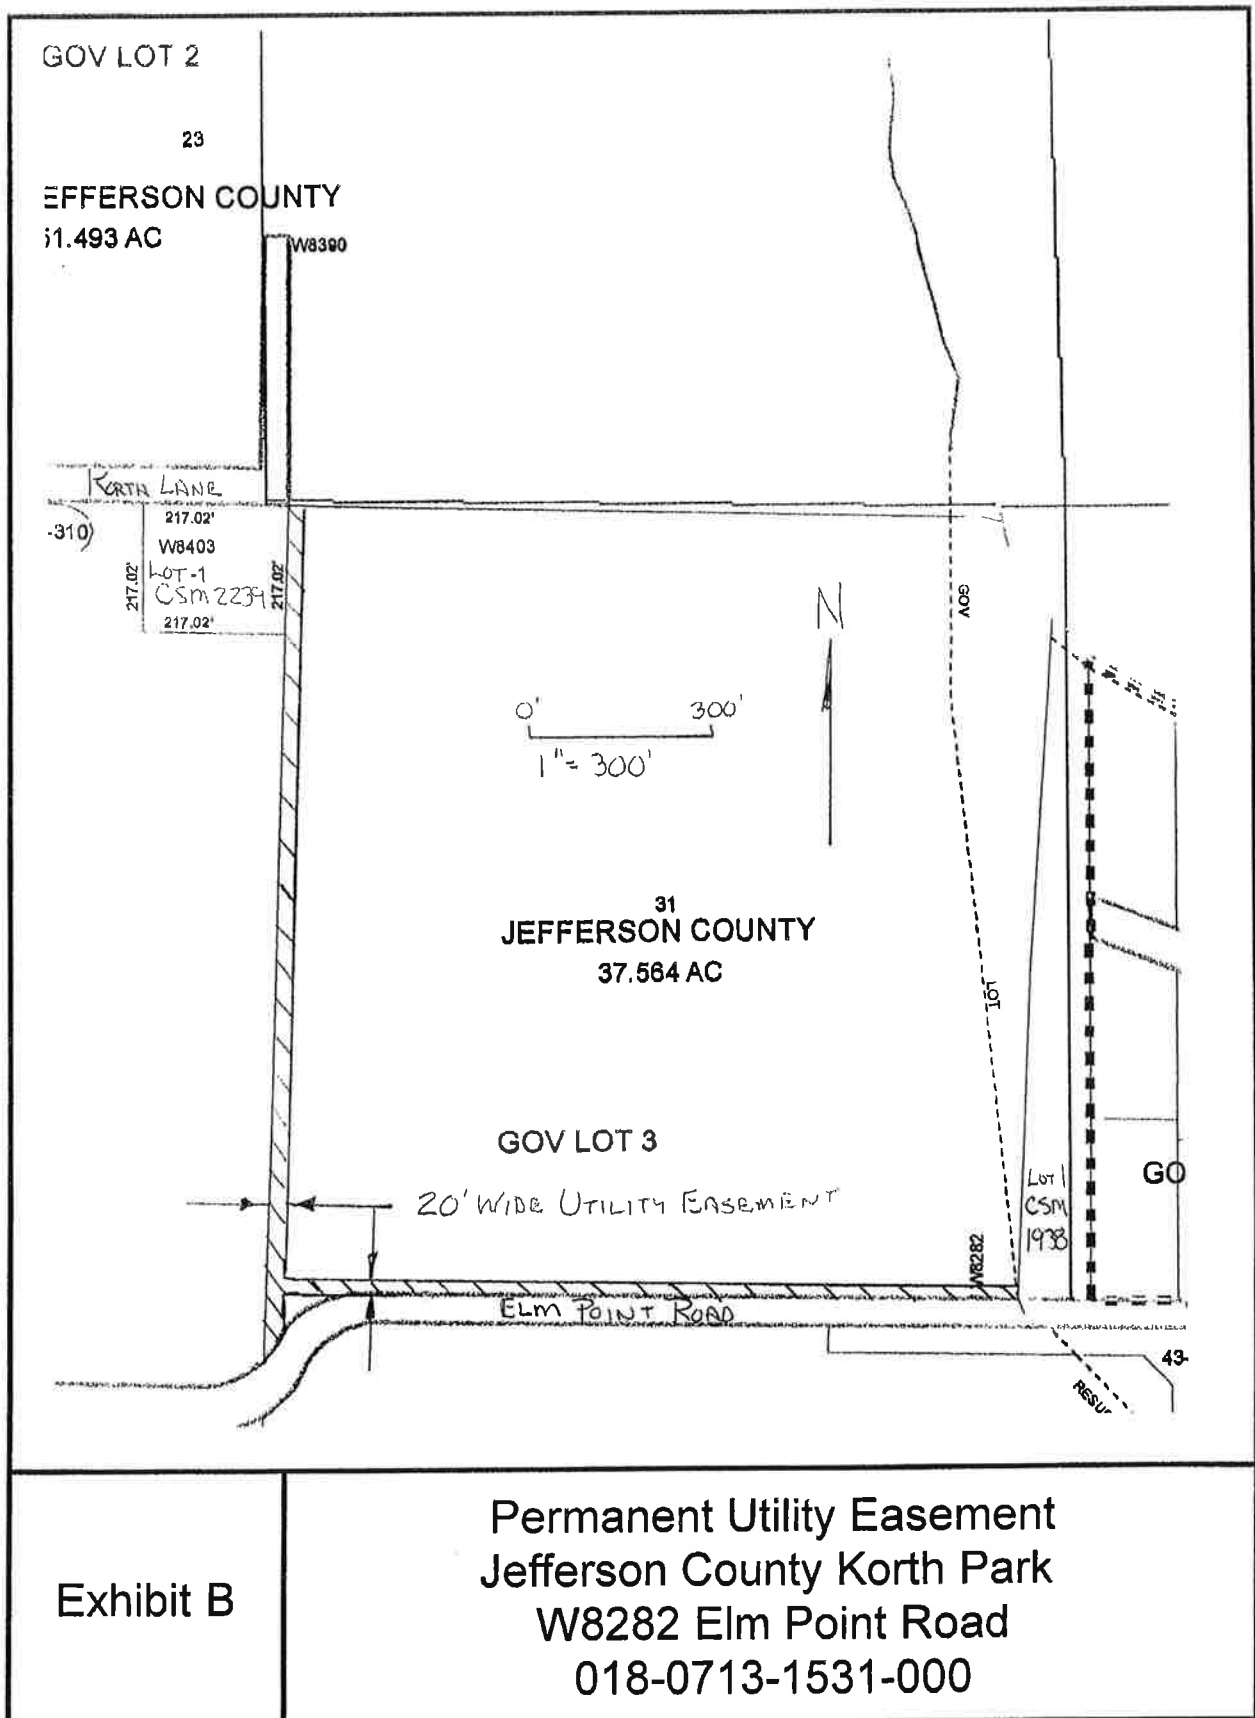 GOV LOT 2
23
EFFERSON COUNTY
51.493 AC
W8390
KORTH LANE
-310)
217.02'
W8403
217.02'
LOT-1
CSM 2239
217.02'
217.02'
N
GOV
0' 300'
1"= 300'
31
JEFFERSON COUNTY
37.564 AC
LOT
GOV LOT 3
20' WIDE UTILITY EASEMENT
LOT 1
CSM
1938
GO
W8282
ELM POINT ROAD
43-
Exhibit B
Permanent Utility Easement
Jefferson County Korth Park
W8282 Elm Point Road
018-0713-1531-000